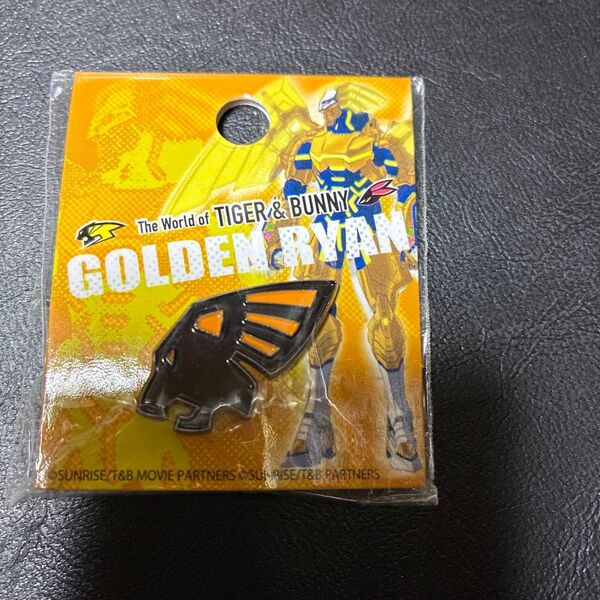 The World of TIGER & BUNNY
GOLDEN RYAN
©SUNRISE/T&B MOVIE PARTNERS ©SUNRISE/T&B PARTNERS